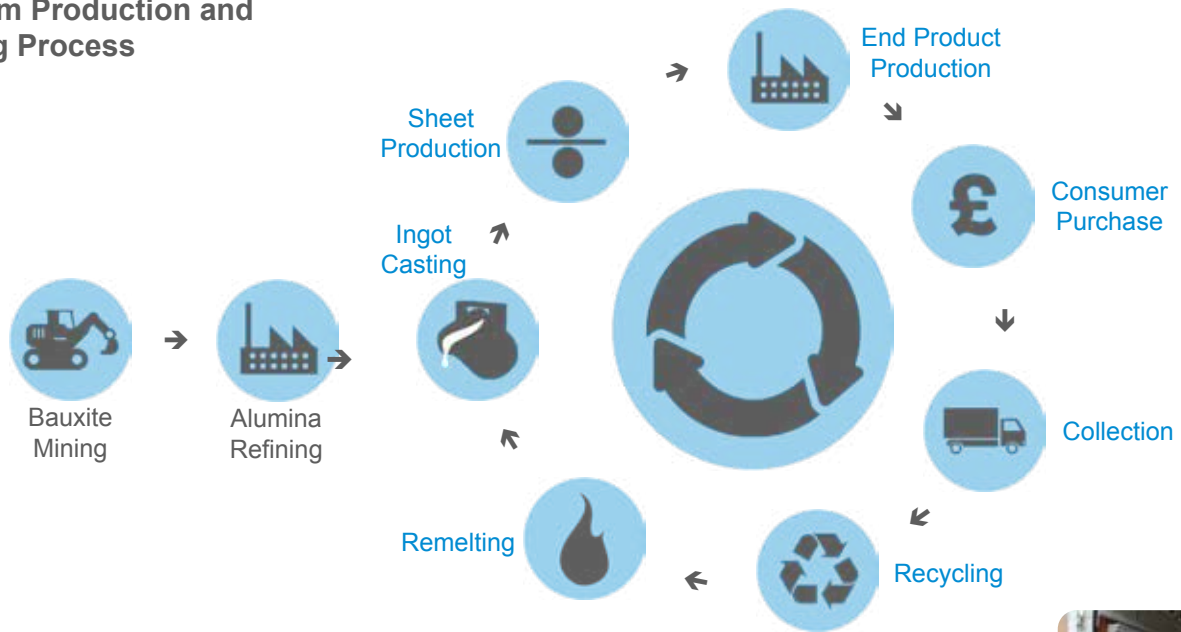 m Production and
g Process
End Product
Production
Sheet
Production
£
Consumer
Purchase
Ingot
Casting
Bauxite
Mining
Alumina
Refining
Collection
Remelting
Recycling